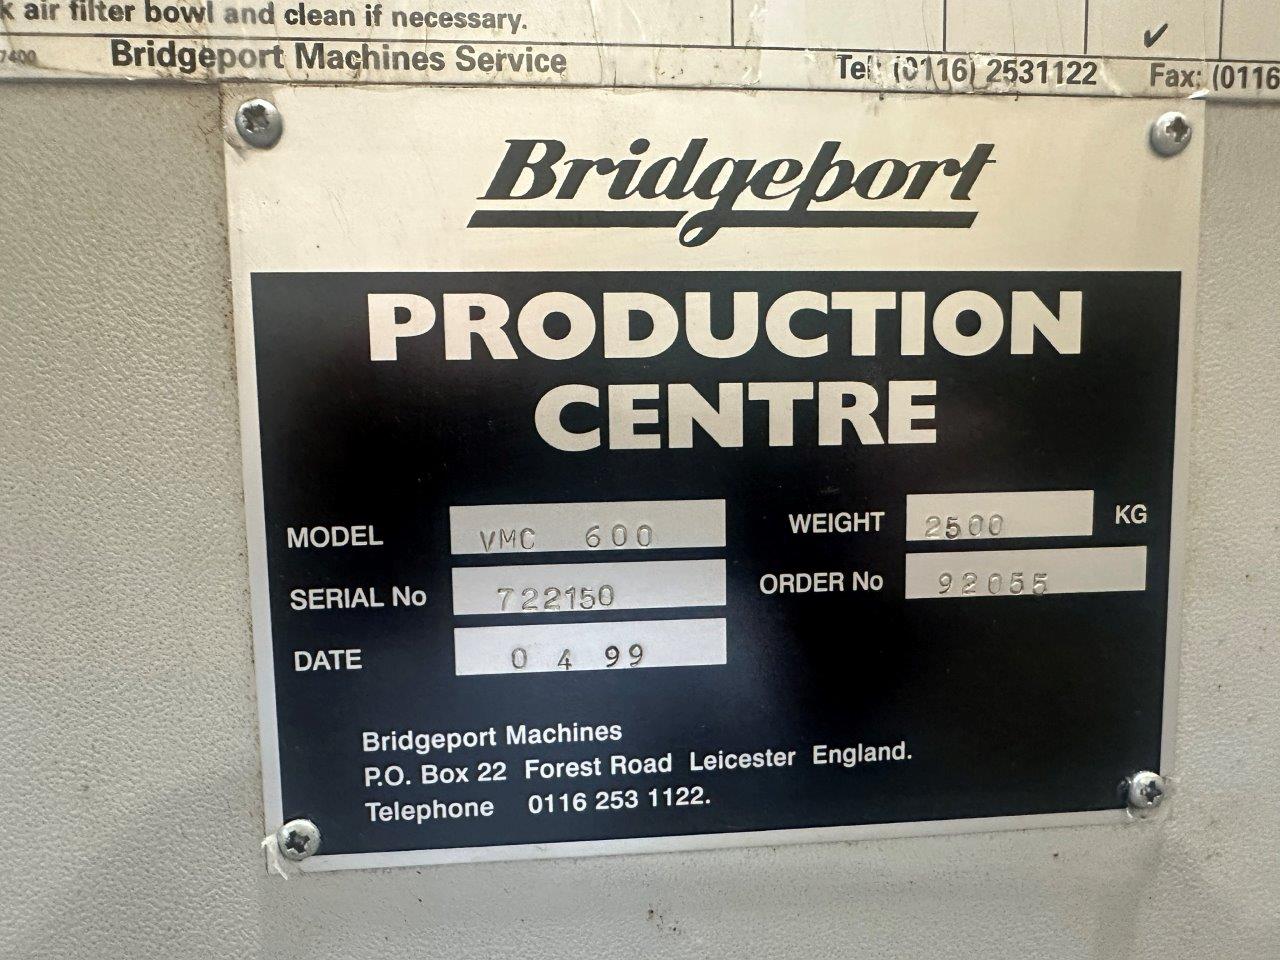 k air filter bowl and clean if necessary.
7400 Bridgeport Machines Service Tel: (0116) 2531122 Fax: (0116
Bridgeport
PRODUCTION
CENTRE
MODEL VMC 600 WEIGHT 2500 KG
SERIAL No 722150 ORDER No 92055
DATE 0 4 99
Bridgeport Machines
P.O. Box 22 Forest Road Leicester England.
Telephone 0116 253 1122.